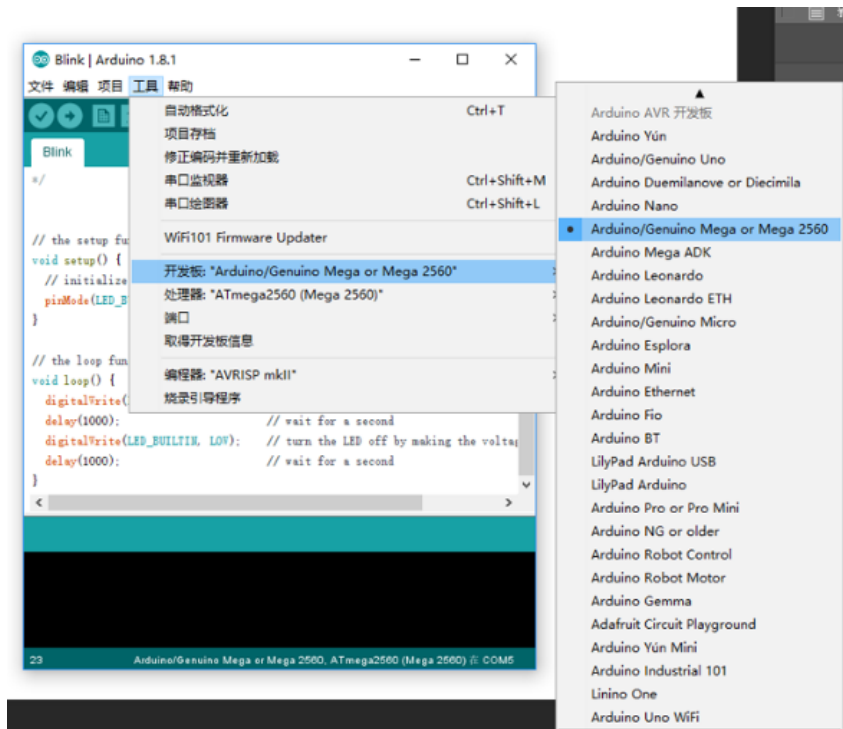 Blink | Arduino 1.8.1
文件 编辑 项目 工具 帮助
自动格式化 Ctrl+T
项目存档
修正编码并重新加载
串口监视器 Ctrl+Shift+M
串口绘图器 Ctrl+Shift+L
WiFi101 Firmware Updater
开发板: "Arduino/Genuino Mega or Mega 2560"
处理器: "ATmega2560 (Mega 2560)"
端口
取得开发板信息
编程器: "AVRISP mkII"
烧录引导程序
Blink
*/
// the setup fu
void setup() {
// initialize
pinMode(LED_B
}
// the loop fun
void loop() {
digitalWrite(
delay(1000); // wait for a second
digitalWrite(LED_BUILTIN, LOW); // turn the LED off by making the voltag
delay(1000); // wait for a second
}
23 Arduino/Genuino Mega or Mega 2560, ATmega2560 (Mega 2560) 在 COM5
Arduino AVR 开发板
Arduino Yún
Arduino/Genuino Uno
Arduino Duemilanove or Diecimila
Arduino Nano
Arduino/Genuino Mega or Mega 2560
Arduino Mega ADK
Arduino Leonardo
Arduino Leonardo ETH
Arduino/Genuino Micro
Arduino Esplora
Arduino Mini
Arduino Ethernet
Arduino Fio
Arduino BT
LilyPad Arduino USB
LilyPad Arduino
Arduino Pro or Pro Mini
Arduino NG or older
Arduino Robot Control
Arduino Robot Motor
Arduino Gemma
Adafruit Circuit Playground
Arduino Yún Mini
Arduino Industrial 101
Linino One
Arduino Uno WiFi